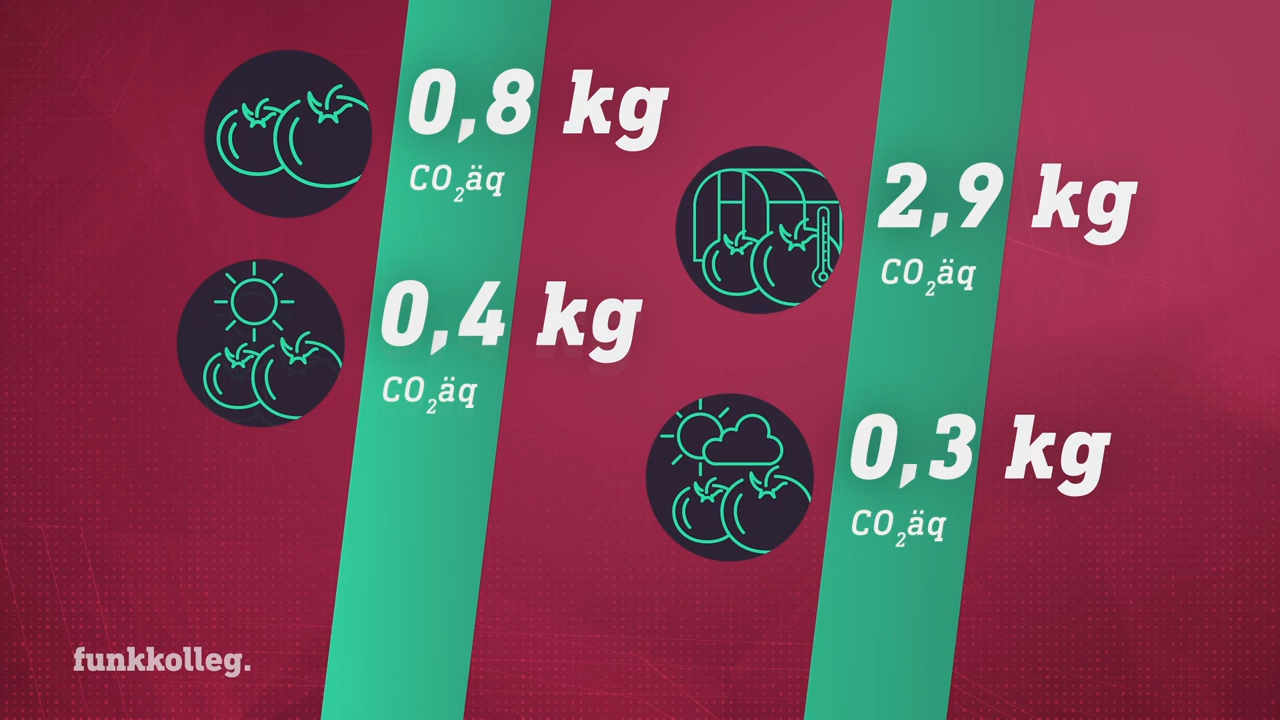 0,8 kg
CO₂äq
0,4 kg
CO₂äq
2,9 kg
CO₂äq
0,3 kg
CO₂äq
funkkolleg.